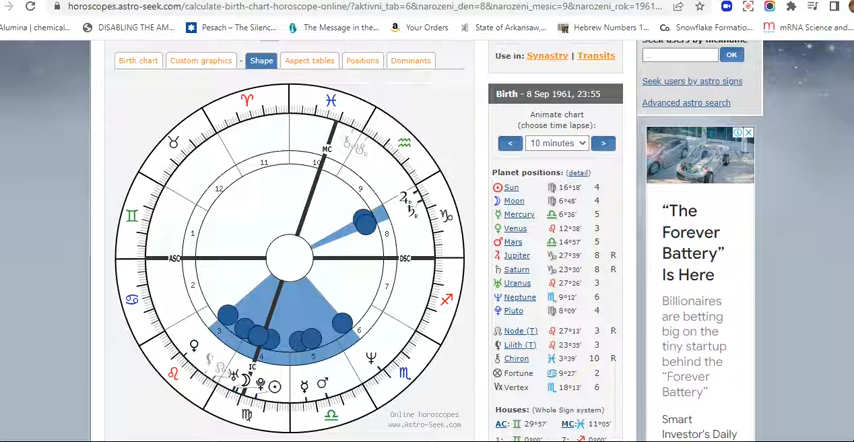 horoscopes.astro-seek.com/calculate-birth-chart-horoscope-online/?aktivni_tab=6&narozeni_den=8&narozeni_mesic=9&narozeni_rok=1961...
Alumina | chemical...
DISABLING THE AM...
Pesach – The Silenc...
The Message in the...
Your Orders
State of Arkansaw,...
Hebrew Numbers 1...
Snowflake Formatio...
mRNA Science and
Birth chart
Custom graphics
-
Shape
Aspect tables
Positions
Dominants
Use in: Synastry | Transits
Birth - 8 Sep 1961, 23:55
Animate chart
(choose time lapse):
<
10 minutes
>
Planet positions: (detail)
☉ Sun ♍ 16°18' 4
☽ Moon ♍ 6°48' 4
☿ Mercury ♎ 6°36' 5
♀ Venus ♌ 12°38' 3
♂ Mars ♎ 14°57' 5
♃ Jupiter ♑ 27°39' 8 R
♄ Saturn ♑ 23°30' 8 R
♅ Uranus ♌ 27°26' 3
♆ Neptune ♏ 9°12' 6
♇ Pluto ♍ 8°09' 4
☊ Node (T) ♌ 27°13' 3 R
⚸ Lilith (T) ♌ 23°35' 3
⚷ Chiron ♓ 3°39' 10 R
⊗ Fortune ♋ 9°27' 2
Vx Vertex ♏ 18°13' 6
Houses: (Whole Sign system)
AC: ♊ 29°57' MC: ♓ 11°05'
MC
ASC
DSC
IC
1
2
3
4
5
6
7
8
9
10
11
12
Online horoscopes
www.Astro-Seek.com
Seek users by nickname
...
OK
Seek users by astro signs
Advanced astro search
“The
Forever
Battery”
Is Here
Billionaires
are betting
big on the
tiny startup
behind the
“Forever
Battery”
Smart
Investor's Daily